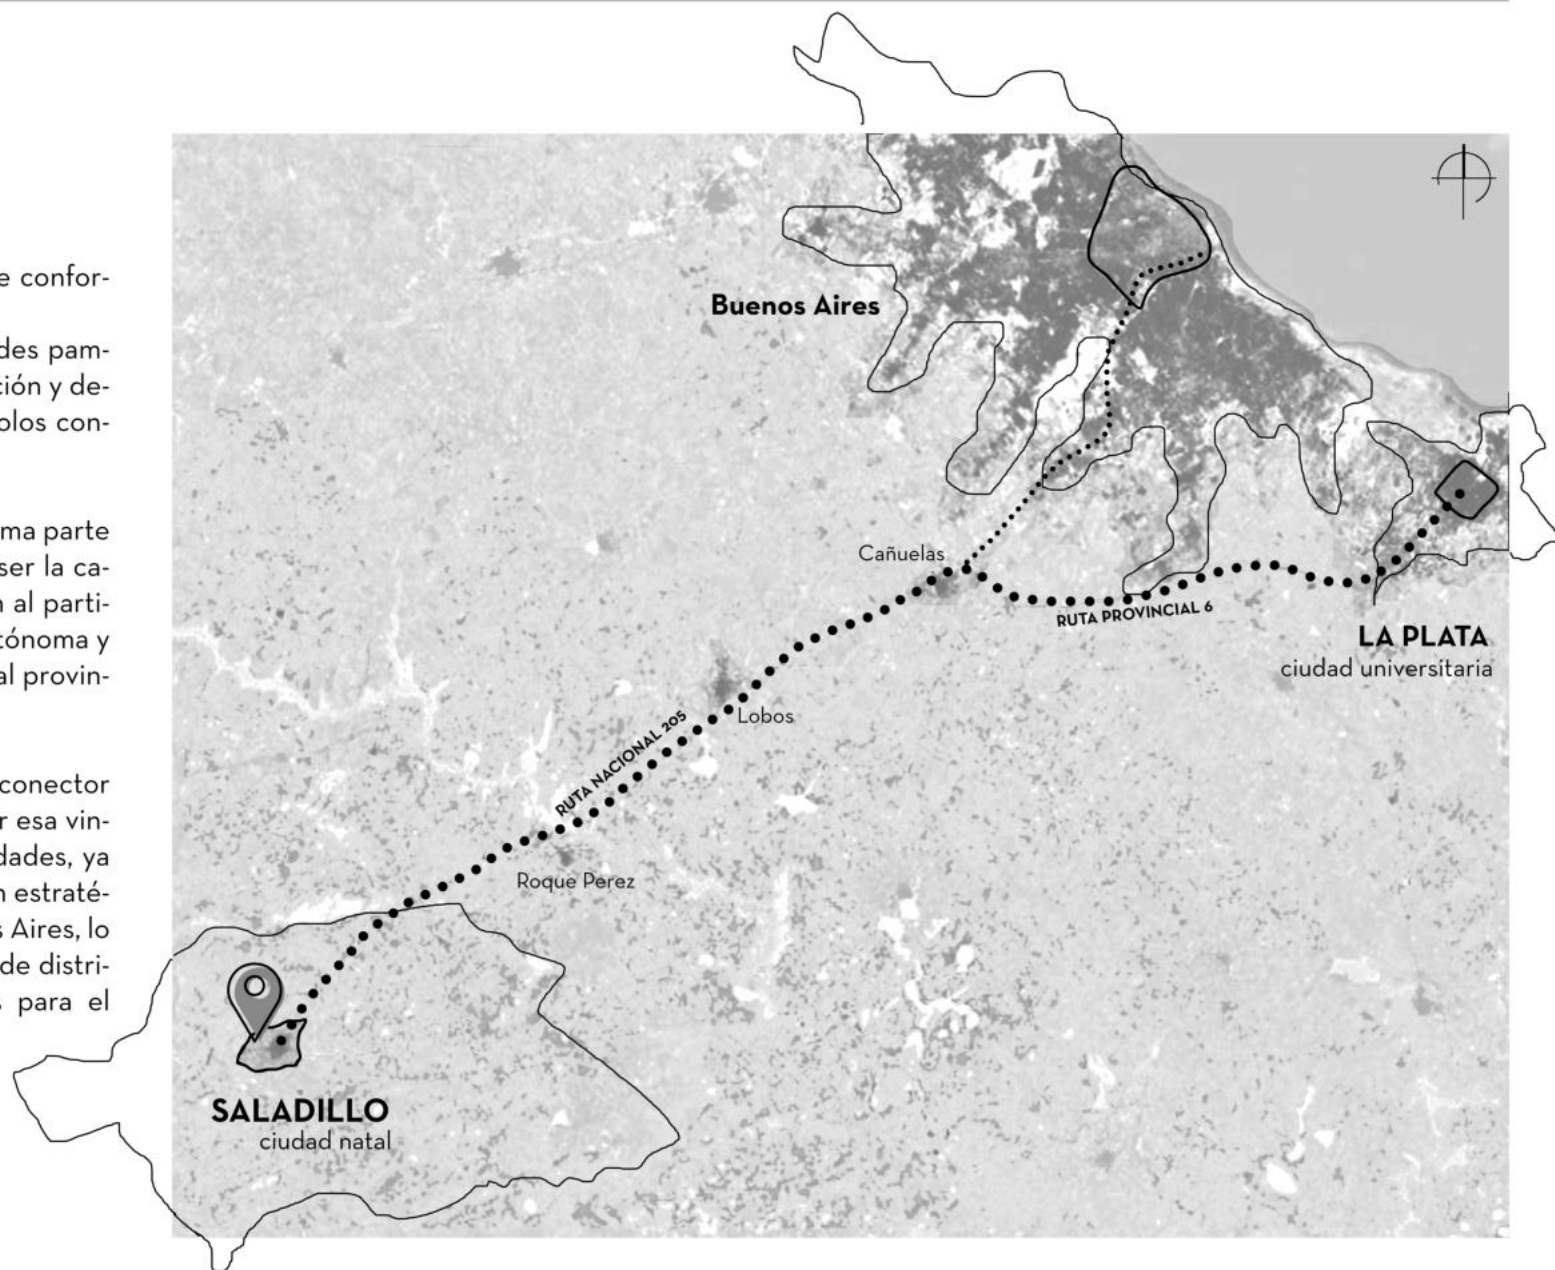 e confor-
des pam-
ción y de-
olos con-
ma parte
ser la ca-
n al parti-
tónoma y
al provin-
conector
r esa vin-
dades, ya
n estraté-
s Aires, lo
de distri-
s para el
Buenos Aires
Cañuelas
RUTA PROVINCIAL 6
LA PLATA
ciudad universitaria
Lobos
RUTA NACIONAL 205
Roque Perez
SALADILLO
ciudad natal